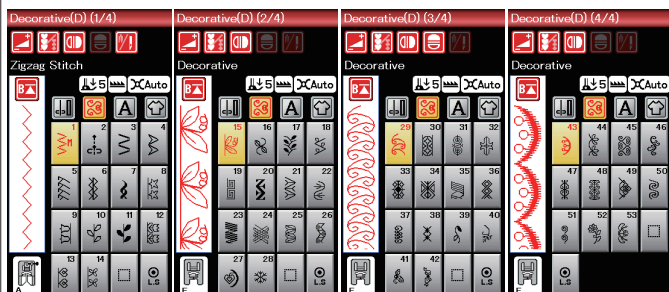 Decorative(D) (1/4)
Zigzag Stitch
B
5
Auto
A
1
M
2
3
4
5
6
7
8
9
10
11
12
13
14
L.S
A
Decorative(D) (2/4)
Decorative
B
5
Auto
A
15
16
17
18
19
20
21
22
23
24
25
26
27
28
L.S
F
Decorative(D) (3/4)
Decorative
B
5
Auto
A
29
30
31
32
33
34
35
36
37
38
39
40
41
42
L.S
F
Decorative(D) (4/4)
Decorative
B
5
Auto
A
43
44
45
46
47
48
49
50
51
52
53
L.S
F